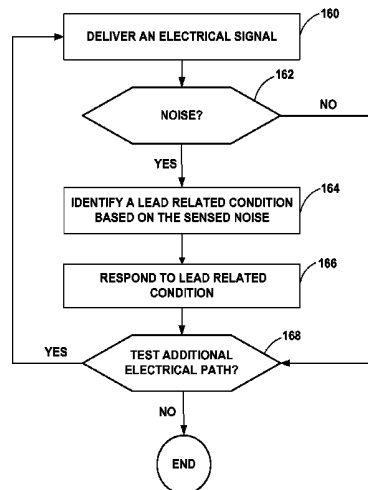 160
DELIVER AN ELECTRICAL SIGNAL
162
NOISE?
NO
YES
164
IDENTIFY A LEAD RELATED CONDITION
BASED ON THE SENSED NOISE
166
RESPOND TO LEAD RELATED
CONDITION
168
YES
TEST ADDITIONAL
ELECTRICAL PATH?
NO
END